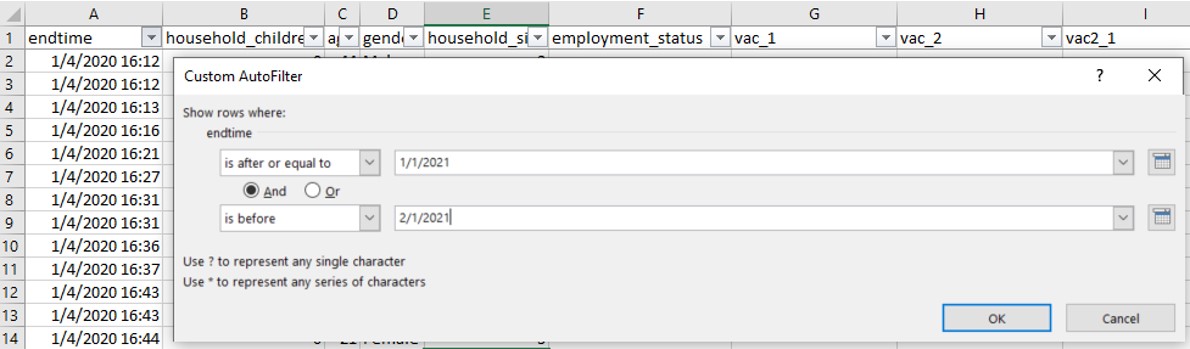 A B C D E F G H I
1 endtime household_childre ag gende household_si employment_status vac_1 vac_2 vac2_1
2 1/4/2020 16:12
Custom AutoFilter ? ×
3 1/4/2020 16:12
4 1/4/2020 16:13
Show rows where:
5 1/4/2020 16:16
endtime
6 1/4/2020 16:21
is after or equal to 1/1/2021
7 1/4/2020 16:27
And Or
8 1/4/2020 16:31
is before 2/1/2021
9 1/4/2020 16:31
10 1/4/2020 16:36
Use ? to represent any single character
11 1/4/2020 16:37
Use * to represent any series of characters
12 1/4/2020 16:43
13 1/4/2020 16:43
OK Cancel
14 1/4/2020 16:44